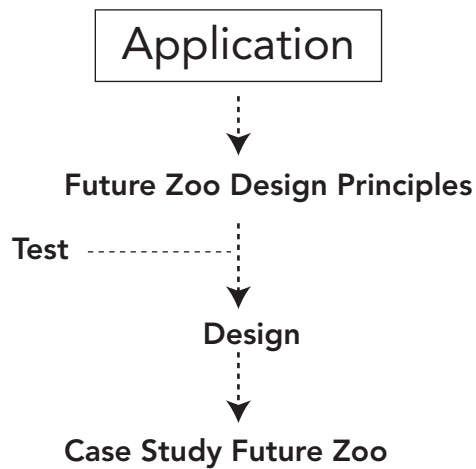 Application
Future Zoo Design Principles
Test
Design
Case Study Future Zoo